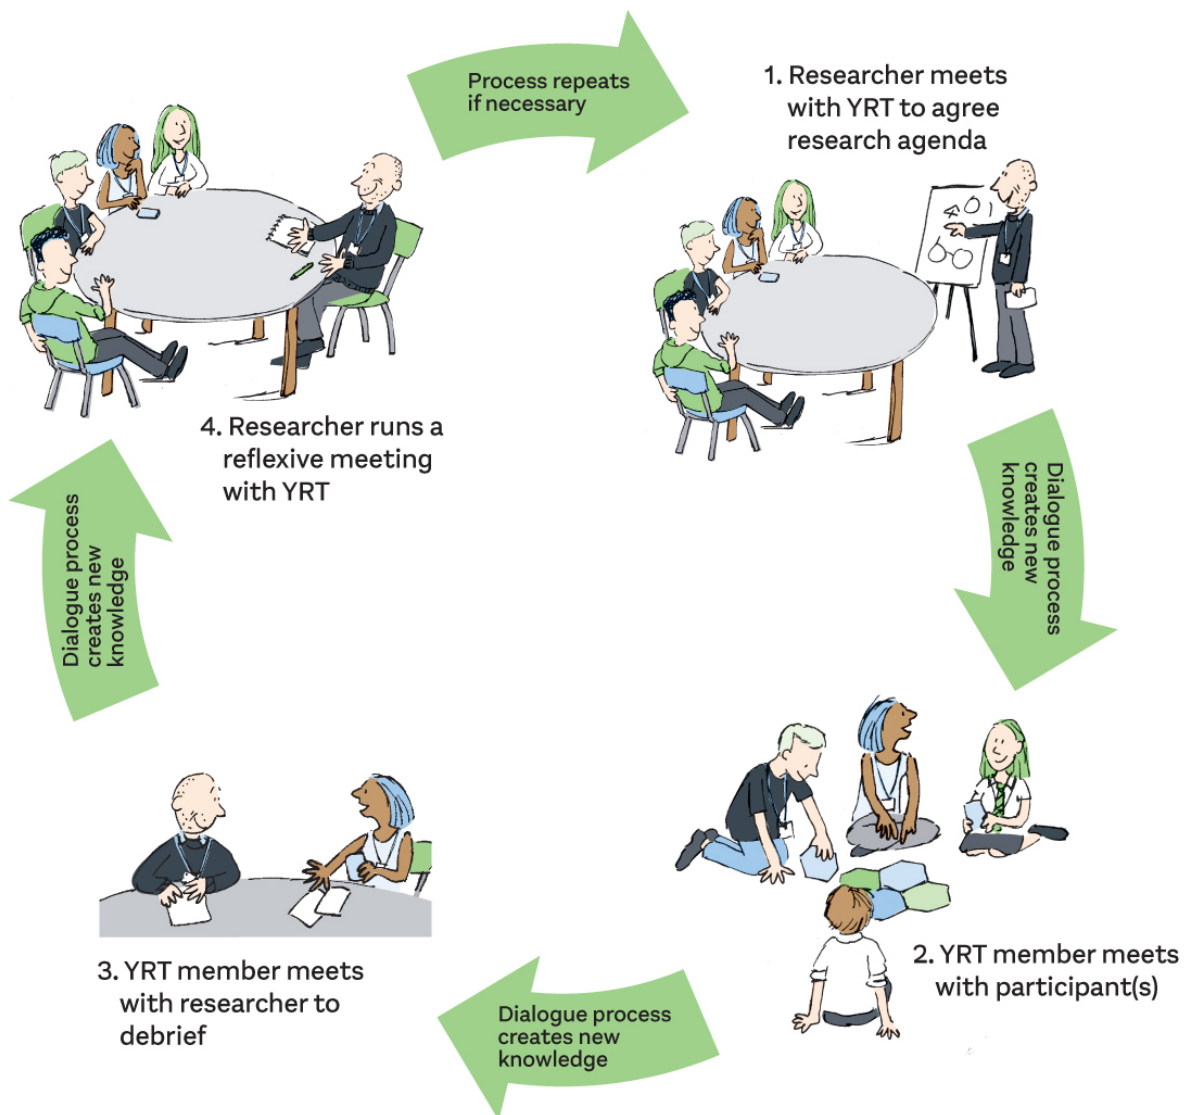 Process repeats
if necessary
1. Researcher meets
with YRT to agree
research agenda
Dialogue process
creates new
knowledge
2. YRT member meets
with participant(s)
Dialogue process
creates new
knowledge
3. YRT member meets
with researcher to
debrief
Dialogue process
creates new
knowledge
4. Researcher runs a
reflexive meeting
with YRT